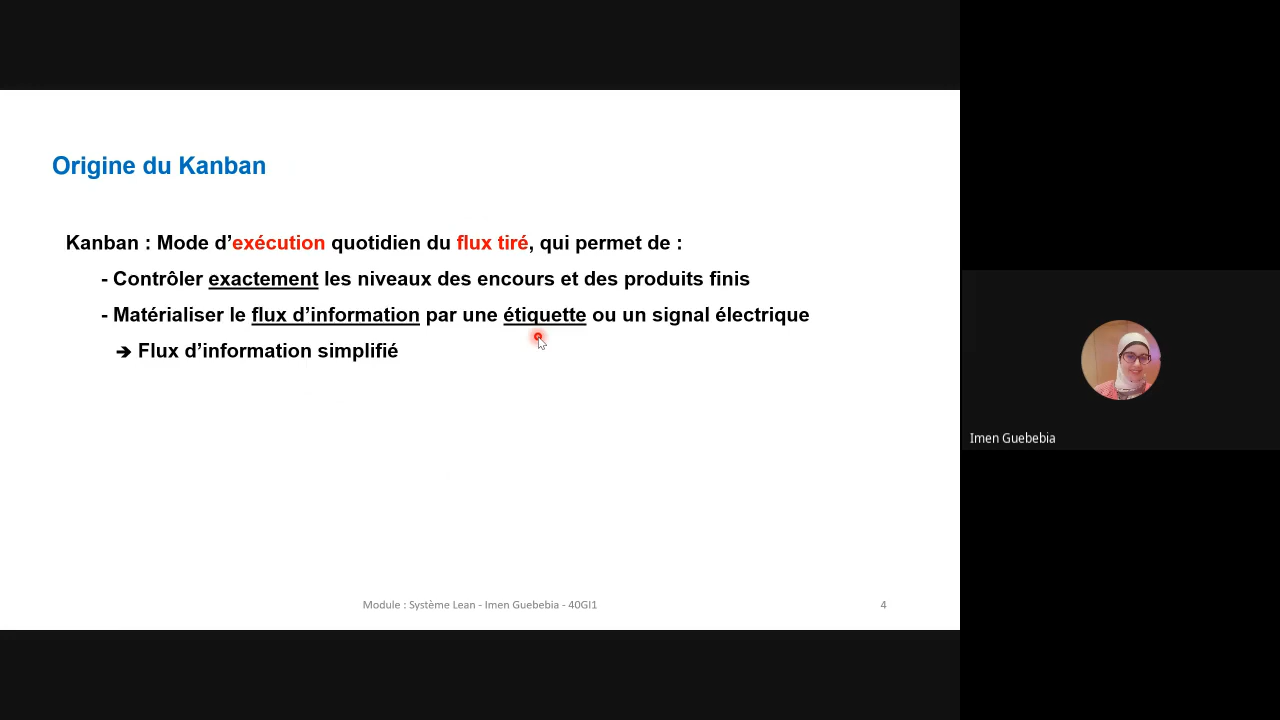 Origine du Kanban
Kanban : Mode d’exécution quotidien du flux tiré, qui permet de :
- Contrôler exactement les niveaux des encours et des produits finis
- Matérialiser le flux d’information par une étiquette ou un signal électrique
➔ Flux d’information simplifié
Module : Système Lean - Imen Guebebia - 40GI1
4
Imen Guebebia